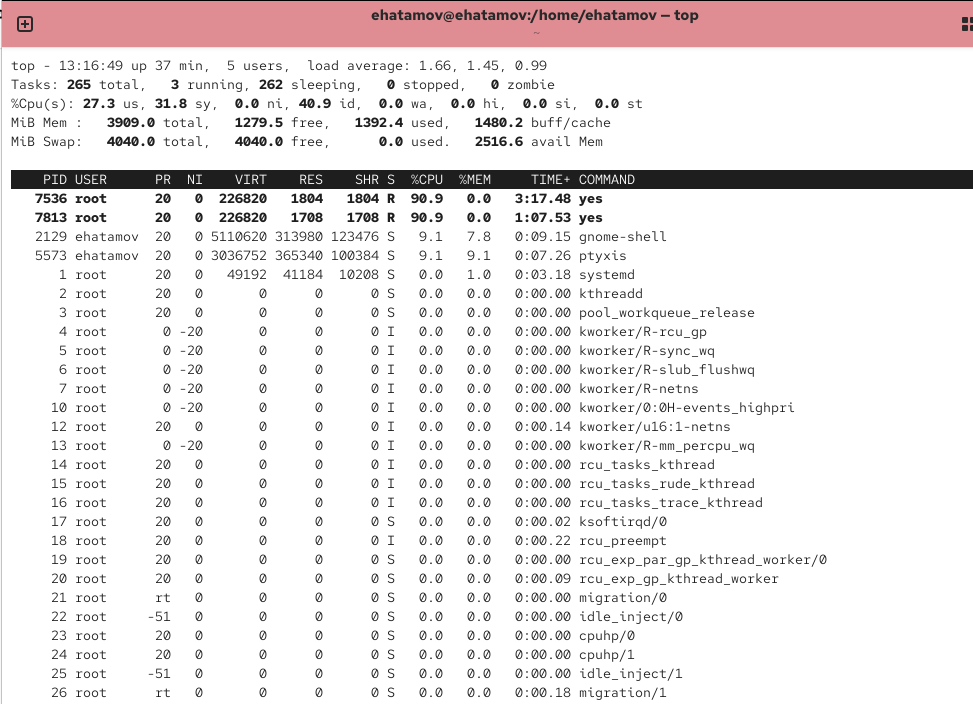 ehatamov@ehatamov:/home/ehatamov — top
~
top - 13:16:49 up 37 min,  5 users,  load average: 1.66, 1.45, 0.99
Tasks: 265 total,   3 running, 262 sleeping,   0 stopped,   0 zombie
%Cpu(s): 27.3 us, 31.8 sy,  0.0 ni, 40.9 id,  0.0 wa,  0.0 hi,  0.0 si,  0.0 st
MiB Mem :   3909.0 total,   1279.5 free,   1392.4 used,   1480.2 buff/cache
MiB Swap:   4040.0 total,   4040.0 free,      0.0 used.   2516.6 avail Mem
PID USER      PR  NI    VIRT    RES    SHR S  %CPU  %MEM     TIME+ COMMAND
7536 root      20   0  226820   1804   1804 R  90.9   0.0   3:17.48 yes
7813 root      20   0  226820   1708   1708 R  90.9   0.0   1:07.53 yes
2129 ehatamov  20   0 5110620 313980 123476 S   9.1   7.8   0:09.15 gnome-shell
5573 ehatamov  20   0 3036752 365340 100384 S   9.1   9.1   0:07.26 ptyxis
1 root      20   0   49192  41184  10208 S   0.0   1.0   0:03.18 systemd
2 root      20   0       0      0      0 S   0.0   0.0   0:00.00 kthreadd
3 root      20   0       0      0      0 S   0.0   0.0   0:00.00 pool_workqueue_release
4 root       0 -20       0      0      0 I   0.0   0.0   0:00.00 kworker/R-rcu_gp
5 root       0 -20       0      0      0 I   0.0   0.0   0:00.00 kworker/R-sync_wq
6 root       0 -20       0      0      0 I   0.0   0.0   0:00.00 kworker/R-slub_flushwq
7 root       0 -20       0      0      0 I   0.0   0.0   0:00.00 kworker/R-netns
10 root       0 -20       0      0      0 I   0.0   0.0   0:00.00 kworker/0:0H-events_highpri
12 root      20   0       0      0      0 I   0.0   0.0   0:00.14 kworker/u16:1-netns
13 root       0 -20       0      0      0 I   0.0   0.0   0:00.00 kworker/R-mm_percpu_wq
14 root      20   0       0      0      0 I   0.0   0.0   0:00.00 rcu_tasks_kthread
15 root      20   0       0      0      0 I   0.0   0.0   0:00.00 rcu_tasks_rude_kthread
16 root      20   0       0      0      0 I   0.0   0.0   0:00.00 rcu_tasks_trace_kthread
17 root      20   0       0      0      0 S   0.0   0.0   0:00.02 ksoftirqd/0
18 root      20   0       0      0      0 I   0.0   0.0   0:00.22 rcu_preempt
19 root      20   0       0      0      0 S   0.0   0.0   0:00.00 rcu_exp_par_gp_kthread_worker/0
20 root      20   0       0      0      0 S   0.0   0.0   0:00.09 rcu_exp_gp_kthread_worker
21 root      rt   0       0      0      0 S   0.0   0.0   0:00.00 migration/0
22 root     -51   0       0      0      0 S   0.0   0.0   0:00.00 idle_inject/0
23 root      20   0       0      0      0 S   0.0   0.0   0:00.00 cpuhp/0
24 root      20   0       0      0      0 S   0.0   0.0   0:00.00 cpuhp/1
25 root     -51   0       0      0      0 S   0.0   0.0   0:00.00 idle_inject/1
26 root      rt   0       0      0      0 S   0.0   0.0   0:00.18 migration/1